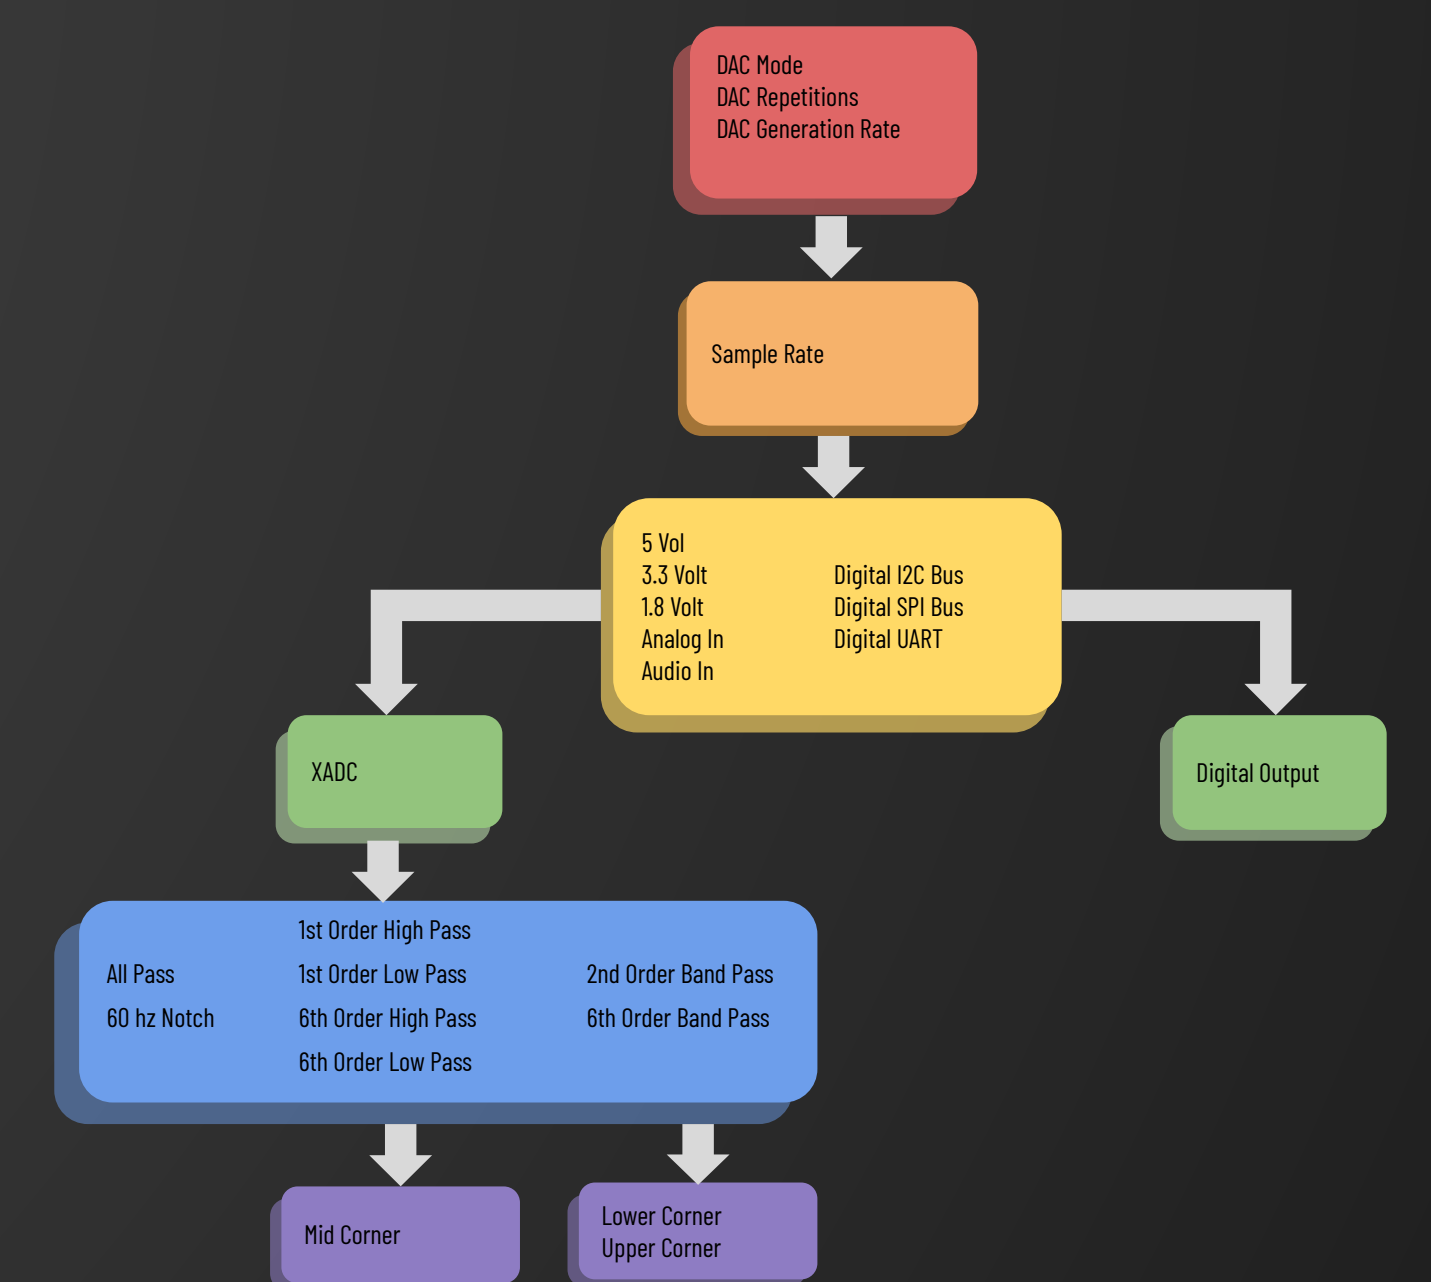 DAC Mode
DAC Repetitions
DAC Generation Rate
Sample Rate
5 Vol
3.3 Volt
1.8 Volt
Analog In
Audio In
Digital I2C Bus
Digital SPI Bus
Digital UART
XADC
Digital Output
All Pass
60 hz Notch
1st Order High Pass
1st Order Low Pass
6th Order High Pass
6th Order Low Pass
2nd Order Band Pass
6th Order Band Pass
Mid Corner
Lower Corner
Upper Corner